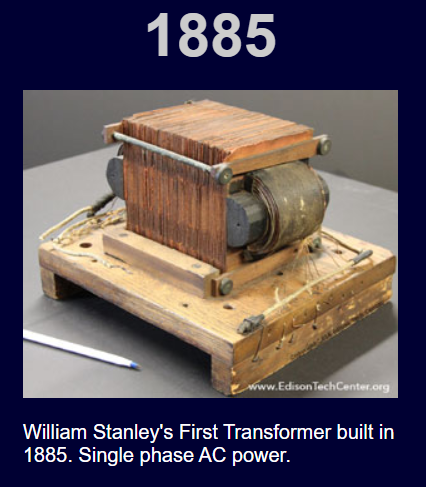 1885
www.EdisonTechCenter.org
William Stanley's First Transformer built in
1885. Single phase AC power.